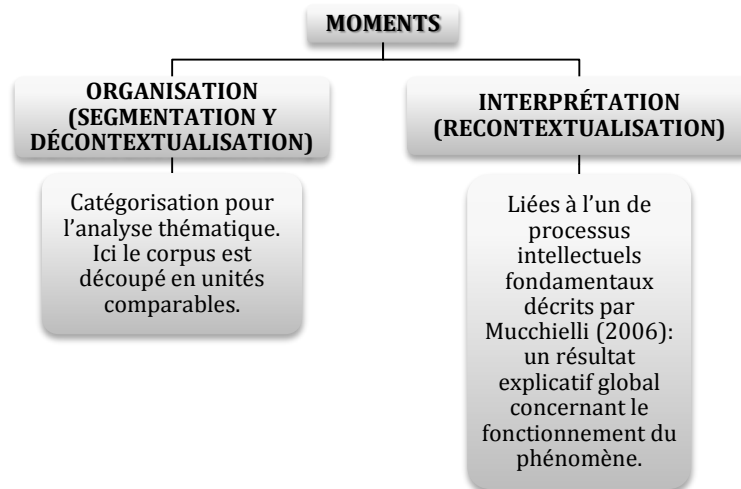 MOMENTS
ORGANISATION
(SEGMENTATION Y
DÉCONTEXTUALISATION)
Catégorisation pour
l'analyse thématique.
Ici le corpus est
découpé en unités
comparables.
INTERPRÉTATION
(RECONTEXTUALISATION)
Liées à l'un de
processus
intellectuels
fondamentaux
décrits par
Mucchielli (2006):
un résultat
explicatif global
concernant le
fonctionnement du
phénomène.